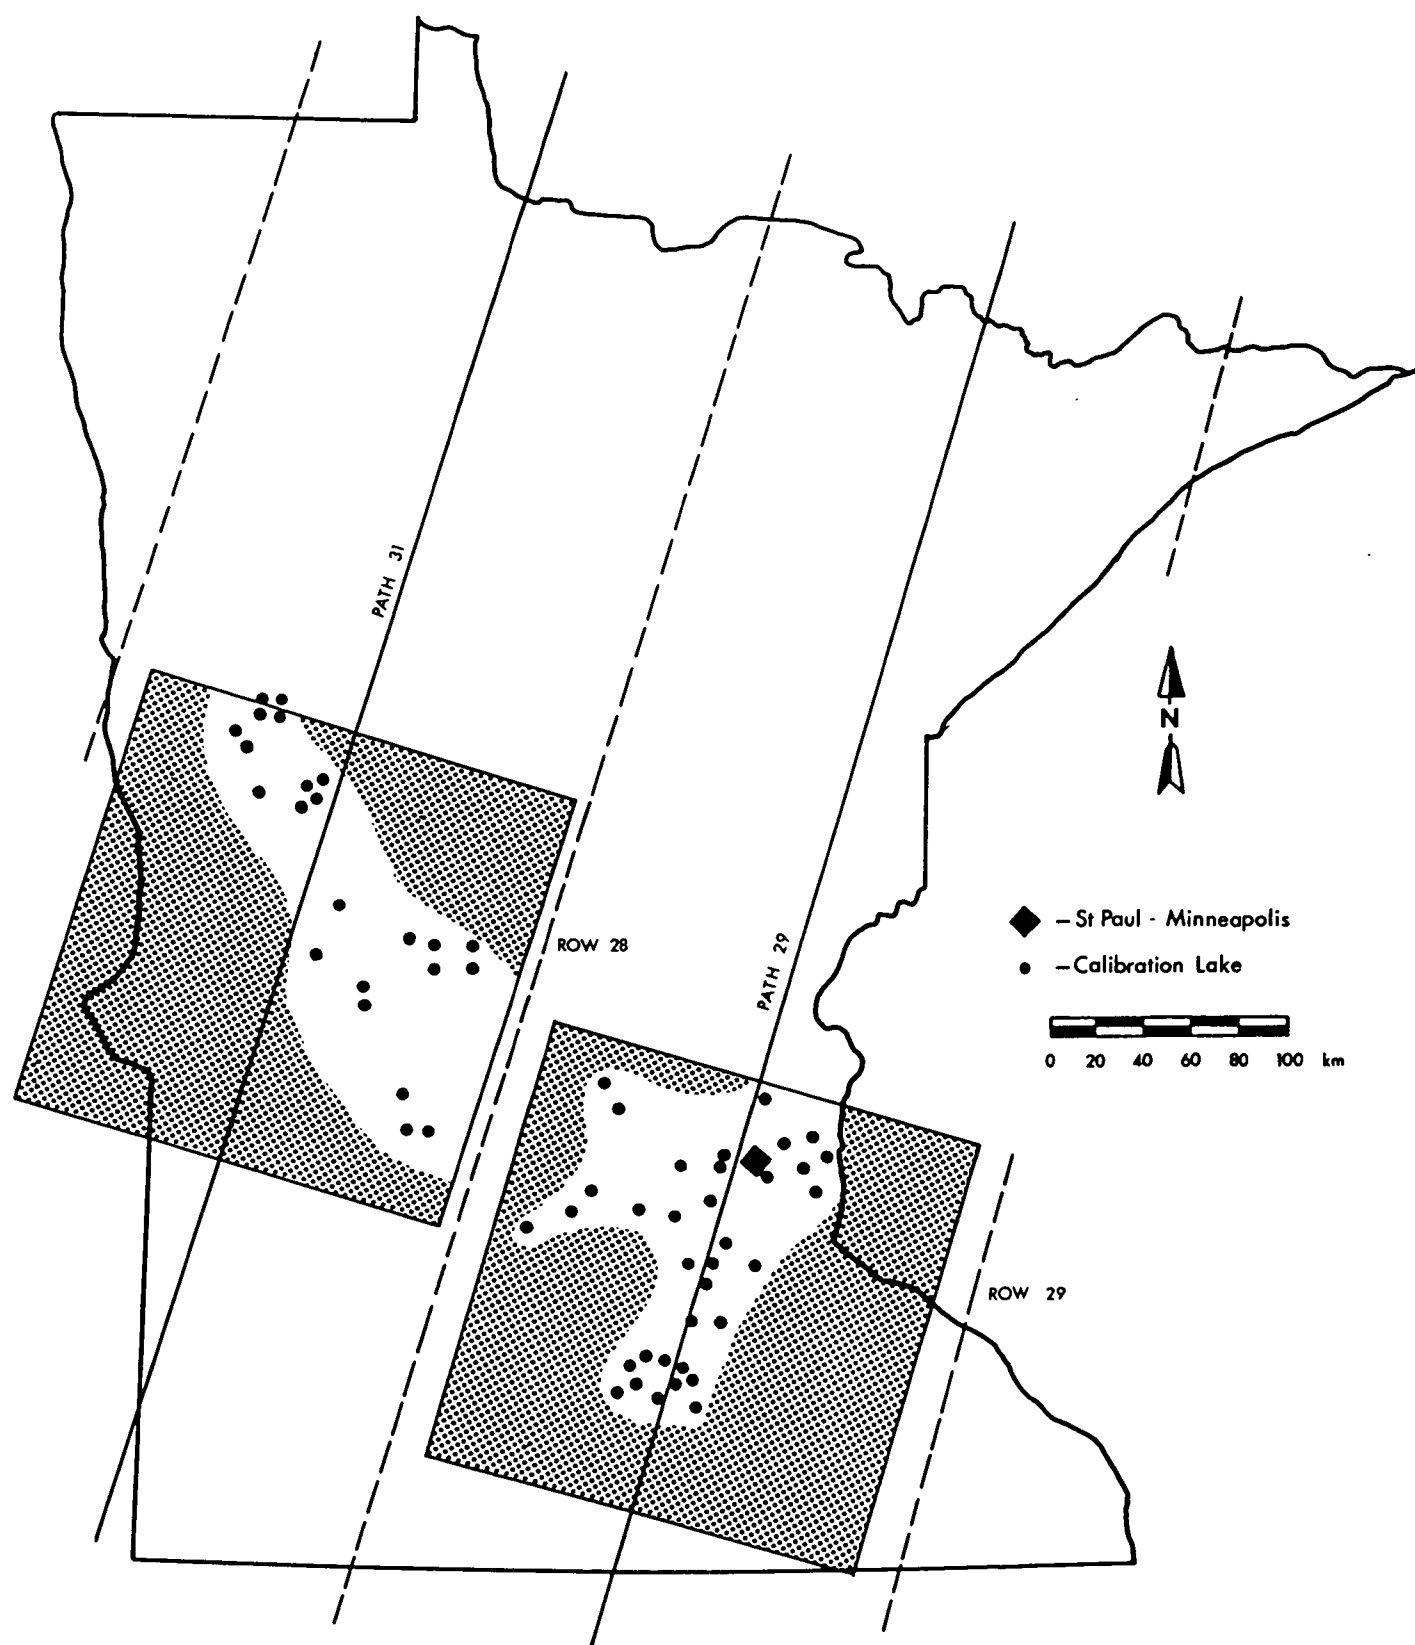 PATH 31
N
◆ – St Paul - Minneapolis
● – Calibration Lake
ROW 28
PATH 29
0 20 40 60 80 100 km
ROW 29